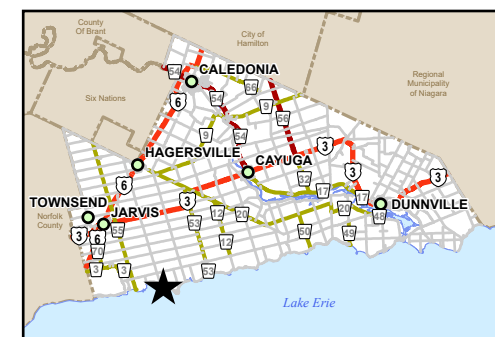 County
Of Brant
City of
Hamilton
54
CALEDONIA
66
Regional
Municipality
of Niagara
6
54
9
56
Six Nations
9
54
3
HAGERSVILLE
CAYUGA
3
3
6
32
17
17
TOWNSEND
3
DUNNVILLE
JARVIS
Norfolk
County
12
20
20
3
6
55
53
50
49
70
12
3
3
53
Lake Erie